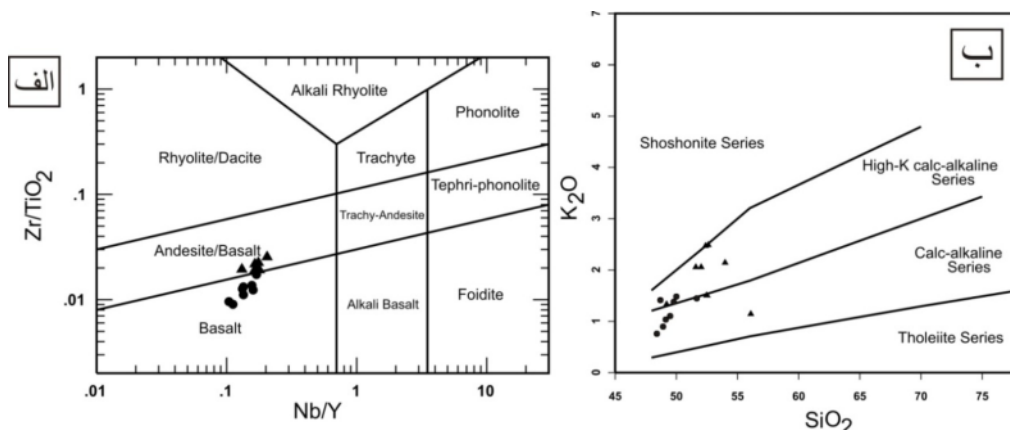 الف
Zr/TiO2
1
.1
.01
Alkali Rhyolite
Phonolite
Rhyolite/Dacite
Trachyte
Tephri-phonolite
Trachy-Andesite
Andesite/Basalt
Basalt
Alkali Basalt
Foidite
.01
0.1
1
10
Nb/Y
ب
K2O
7
6
5
4
3
2
1
0
Shoshonite Series
High-K calc-alkaline
Series
Calc-alkaline
Series
Tholeiite Series
45
50
55
60
65
70
75
SiO2